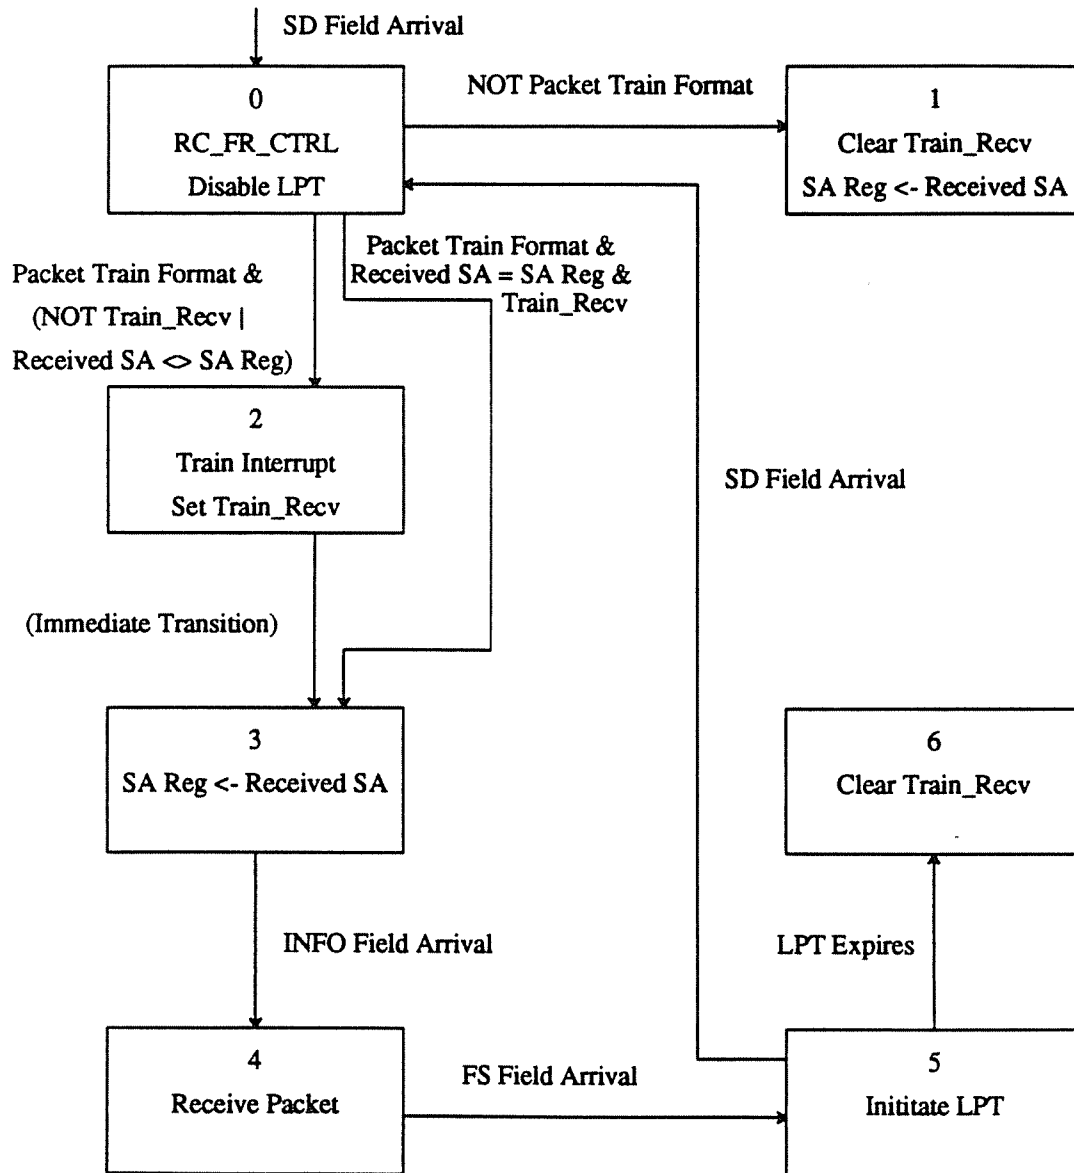 SD Field Arrival
0
RC_FR_CTRL
Disable LPT
NOT Packet Train Format
1
Clear Train_Recv
SA Reg <- Received SA
Packet Train Format &
(NOT Train_Recv |
Received SA <> SA Reg)
Packet Train Format &
Received SA = SA Reg &
Train_Recv
2
Train Interrupt
Set Train_Recv
SD Field Arrival
(Immediate Transition)
3
SA Reg <- Received SA
6
Clear Train_Recv
INFO Field Arrival
LPT Expires
4
Receive Packet
FS Field Arrival
5
Inititate LPT